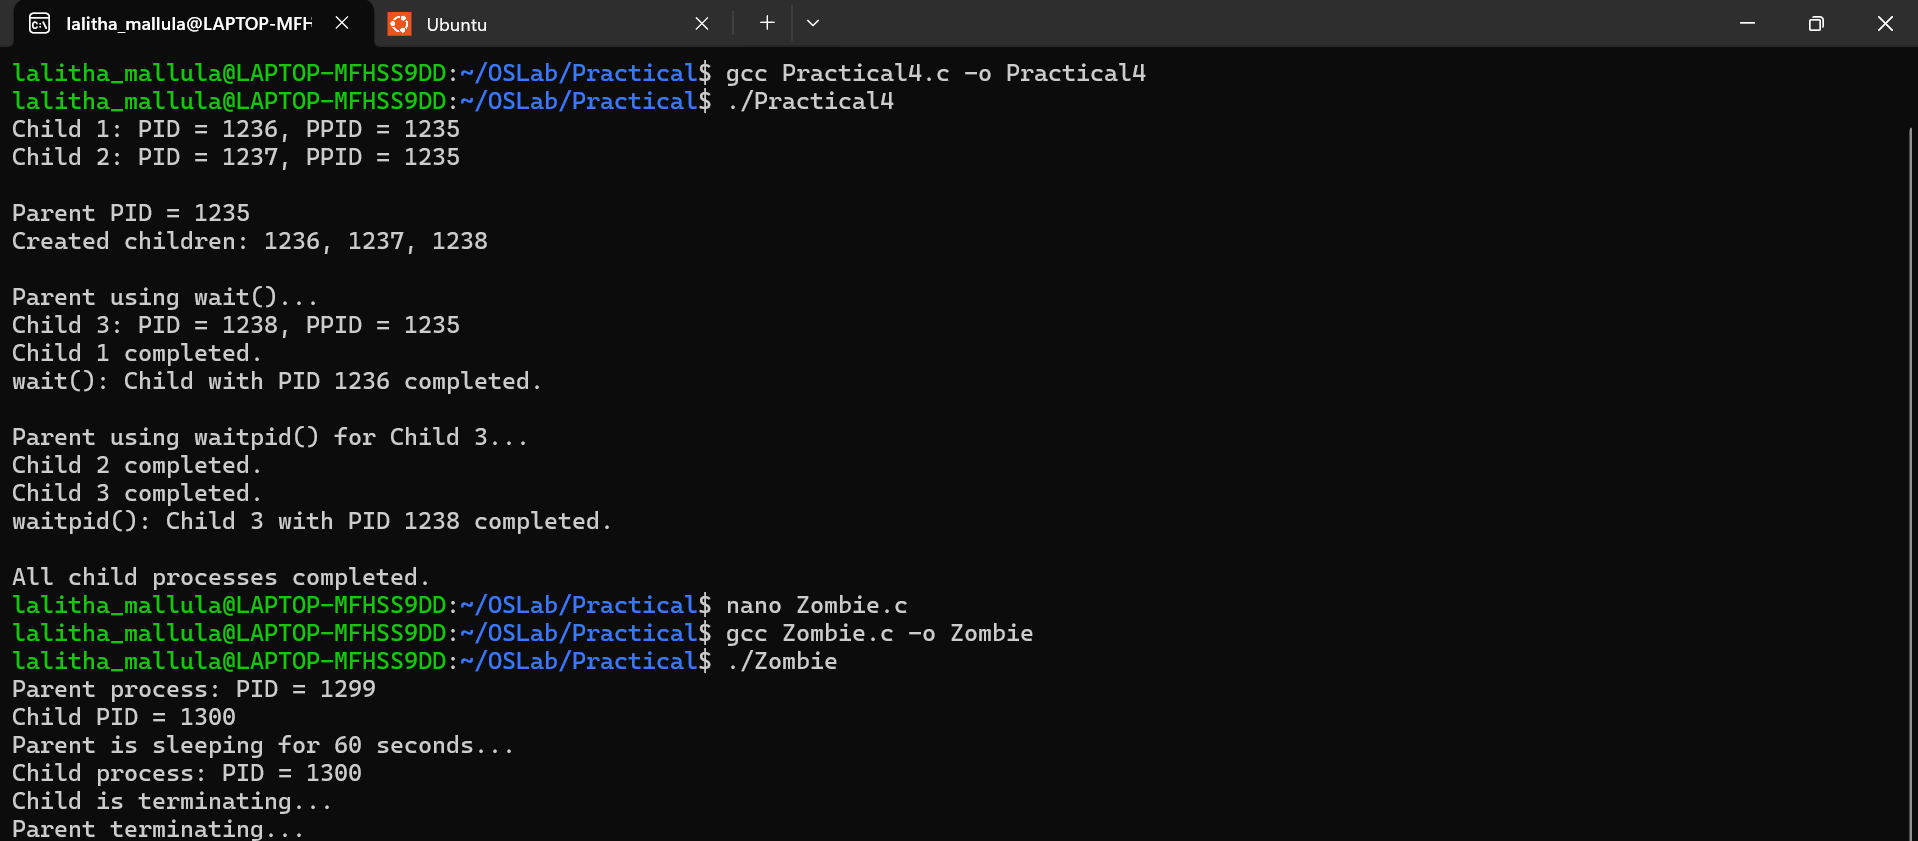 lalitha_mallula@LAPTOP-MFH
Ubuntu
lalitha_mallula@LAPTOP-MFHSS9DD:~/OSLab/Practical$ gcc Practical4.c -o Practical4
lalitha_mallula@LAPTOP-MFHSS9DD:~/OSLab/Practical$ ./Practical4
Child 1: PID = 1236, PPID = 1235
Child 2: PID = 1237, PPID = 1235
Parent PID = 1235
Created children: 1236, 1237, 1238
Parent using wait()...
Child 3: PID = 1238, PPID = 1235
Child 1 completed.
wait(): Child with PID 1236 completed.
Parent using waitpid() for Child 3...
Child 2 completed.
Child 3 completed.
waitpid(): Child 3 with PID 1238 completed.
All child processes completed.
lalitha_mallula@LAPTOP-MFHSS9DD:~/OSLab/Practical$ nano Zombie.c
lalitha_mallula@LAPTOP-MFHSS9DD:~/OSLab/Practical$ gcc Zombie.c -o Zombie
lalitha_mallula@LAPTOP-MFHSS9DD:~/OSLab/Practical$ ./Zombie
Parent process: PID = 1299
Child PID = 1300
Parent is sleeping for 60 seconds...
Child process: PID = 1300
Child is terminating...
Parent terminating...